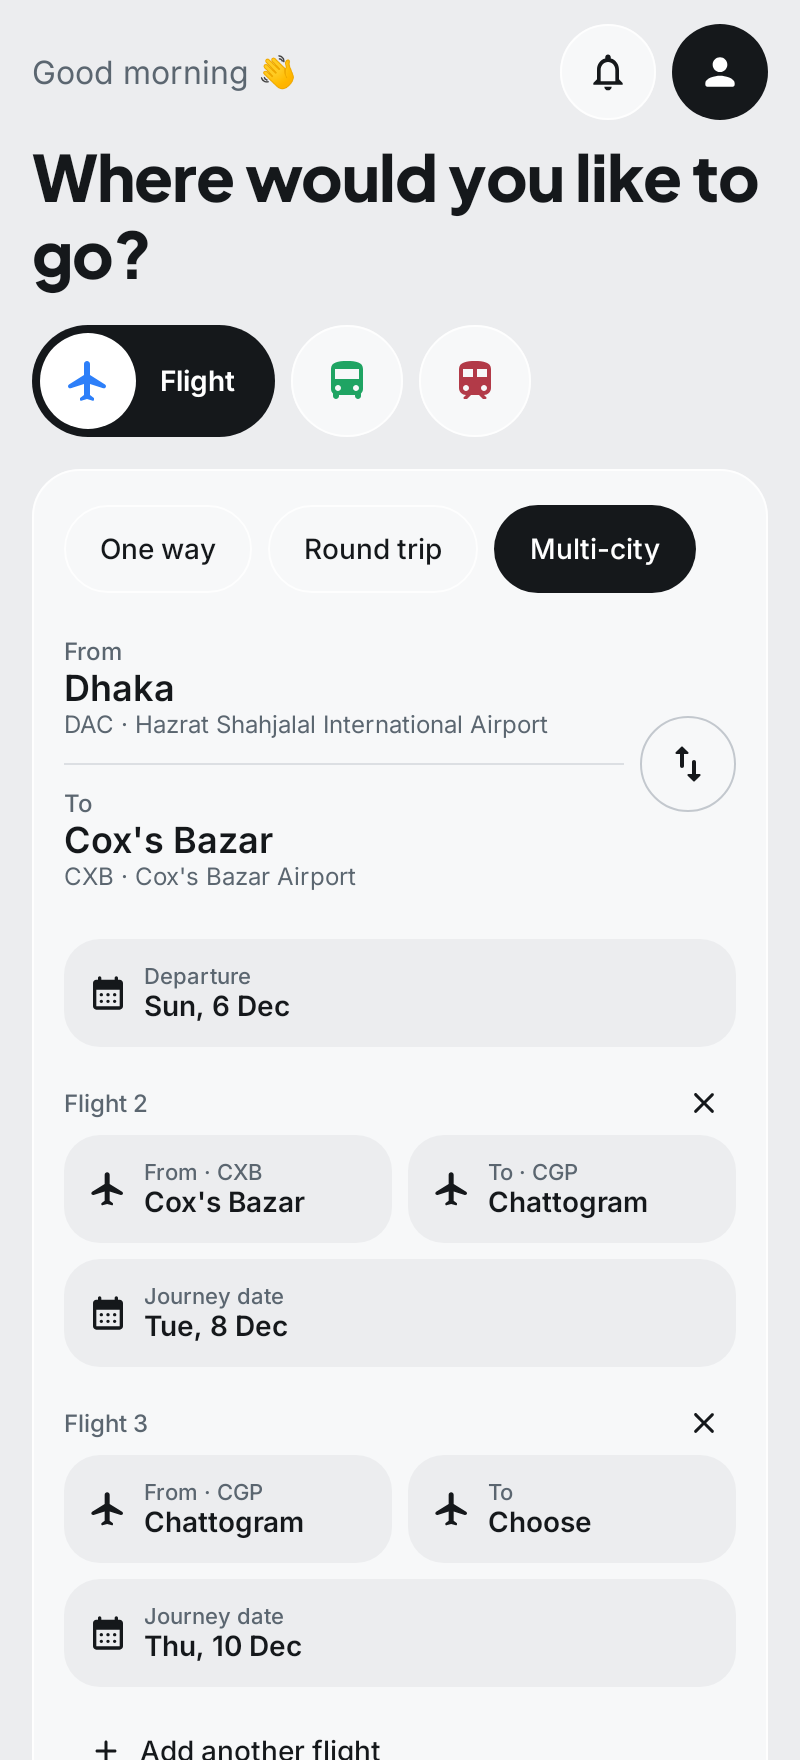 Good morning 👋
Where would you like to
go?
Flight
One way
Round trip
Multi-city
From
Dhaka
DAC · Hazrat Shahjalal International Airport
To
Cox's Bazar
CXB · Cox's Bazar Airport
Departure
Sun, 6 Dec
Flight 2
From · CXB
Cox's Bazar
To · CGP
Chattogram
Journey date
Tue, 8 Dec
Flight 3
From · CGP
Chattogram
To
Choose
Journey date
Thu, 10 Dec
Add another flight